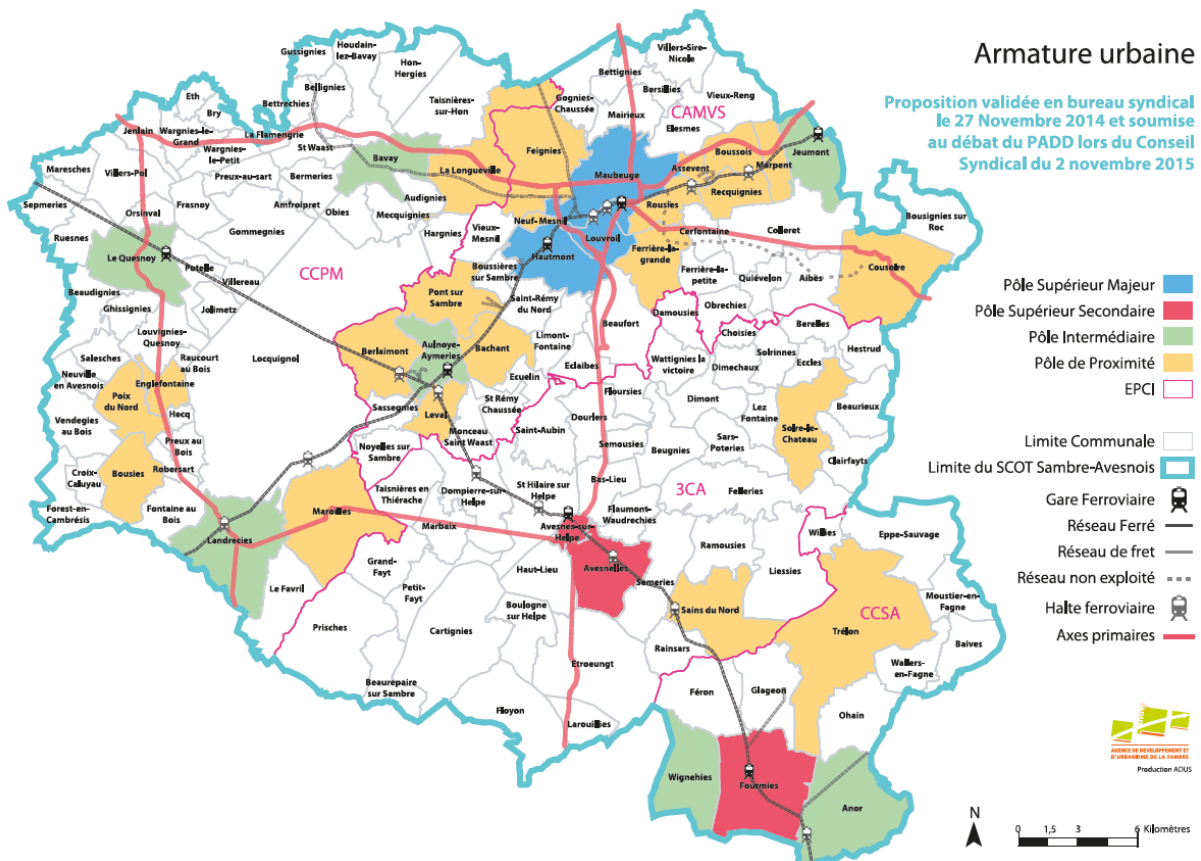 Armature urbaine
Proposition validée en bureau syndical
le 27 Novembre 2014 et soumise
au débat du PADD lors du Conseil
Syndical du 2 novembre 2015
Pôle Supérieur Majeur
Pôle Supérieur Secondaire
Pôle Intermédiaire
Pôle de Proximité
EPCI
Limite Communale
Limite du SCOT Sambre-Avesnois
Gare Ferroviaire
Réseau Ferré
Réseau de fret
Réseau non exploité
Halte ferroviaire
Axes primaires
AGENCE DE DEVELOPPEMENT ET
D'URBANISME DE LA SAMBRE
Production ADUS
N
0 1,5 3 6 Kilomètres
CAMVS
CCPM
3CA
CCSA
Gussignies
Houdain-
lez-Bavay
Hon-
Hergies
Bellignies
Bettrechies
Taisnières-
sur-Hon
Eth
Bry
Jenlain
Wargnies-le-
Grand
La Flamengrie
Wargnies-
le-Petit
St Waast
Bavay
La Longueville
Feignies
Gognies-
Chaussée
Bettignies
Villers-Sire-
Nicole
Bersillies
Mairieux
Vieux-Reng
Elesmes
Maubeuge
Assevent
Boussois
Marpent
Jeumont
Recquignies
Rousies
Maresches
Villers-Pol
Preux-au-sart
Bermeries
Audignies
Sepmeries
Orsinval
Frasnoy
Amfroipret
Obies
Mecquignies
Hargnies
Vieux-
Mesnil
Neuf-Mesnil
Louvroil
Hautmont
Cerfontaine
Colleret
Bousignies sur
Roc
Ruesnes
Gommegnies
Le Quesnoy
Potelle
Villereau
Boussières
sur Sambre
Ferrière-la-
grande
Ferrière-la-
petite
Quiévelon
Aibes
Cousolre
Beaudignies
Ghissignies
Jolimetz
Pont sur
Sambre
Saint-Rémy
du Nord
Obrechies
Damousies
Choisies
Berelles
Louvignies-
Quesnoy
Salesches
Raucourt
au Bois
Locquignol
Berlaimont
Aulnoye-
Aymeries
Bachant
Limont-
Fontaine
Beaufort
Eclaibes
Wattignies la
victoire
Solrinnes
Dimechaux
Eccles
Hestrud
Neuville
en Avesnois
Englefontaine
Poix
du Nord
Hecq
Sassegnies
Leval
Ecuelin
St Rémy
Chaussée
Floursies
Dourlers
Dimont
Lez
Fontaine
Solre-le-
Chateau
Beaurieux
Vendegies
au Bois
Preux au
Bois
Monceau
Saint Waast
Saint-Aubin
Semousies
Beugnies
Sars-
Poteries
Clairfayts
Croix-
Caluyau
Bousies
Robersart
Noyelles sur
Sambre
Bas-Lieu
Felleries
Forest-en-
Cambrésis
Fontaine au
Bois
Landrecies
Maroilles
Taisnières en
Thiérache
Dompierre-sur-
Helpe
St Hilaire sur
Helpe
Marbaix
Avesnes-sur-
Helpe
Flaumont-
Waudrechies
Ramousies
Willies
Eppe-Sauvage
Le Favril
Grand-
Fayt
Petit-
Fayt
Haut-Lieu
Avesnelles
Semeries
Liessies
Moustier-en-
Fagne
Prisches
Cartignies
Boulogne
sur Helpe
Sains du Nord
Trélon
Baives
Wallers-
en-Fagne
Beaurepaire
sur Sambre
Etroeungt
Rainsars
Féron
Glageon
Ohain
Floyon
Larouillies
Wignehies
Fourmies
Anor